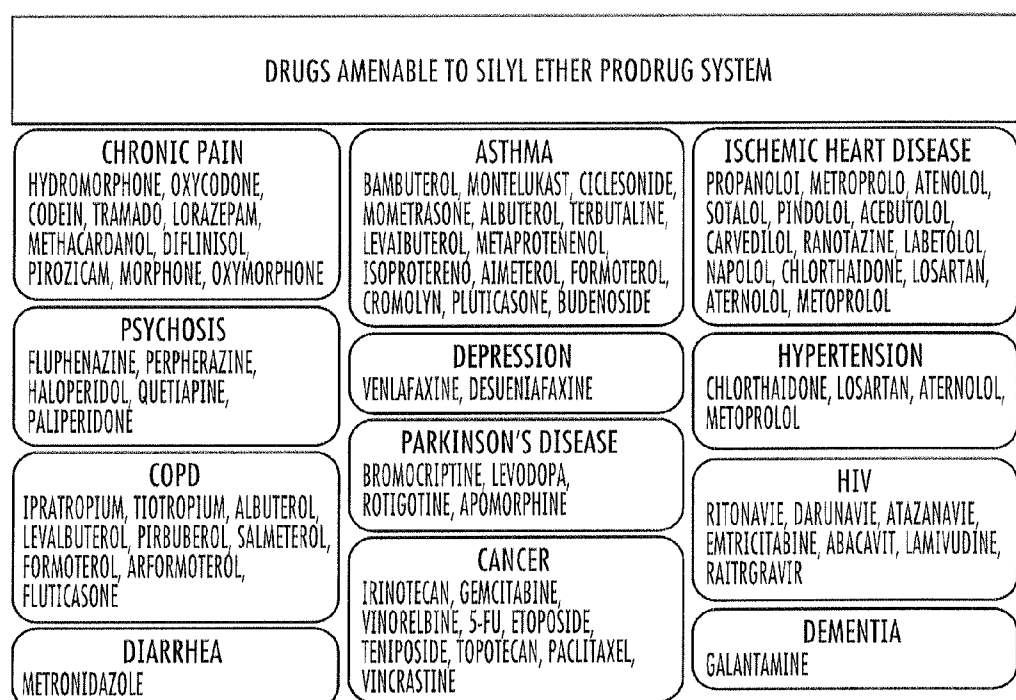 DRUGS AMENABLE TO SILYL ETHER PRODRUG SYSTEM
CHRONIC PAIN
HYDROMORPHONE, OXYCODONE,
CODEIN, TRAMADO, LORAZEPAM,
METHACARDANOL, DIFLINISOL,
PIROZICAM, MORPHONE, OXYMORPHONE
PSYCHOSIS
FLUPHENAZINE, PERPHERAZINE,
HALOPERIDOL, QUETIAPINE,
PALIPERIDONE
COPD
IPRATROPIUM, TIOTROPIUM, ALBUTEROL,
LEVALBUTEROL, PIRBUBEROL, SALMETEROL,
FORMOTEROL, ARFORMOTEROL,
FLUTICASONE
DIARRHEA
METRONIDAZOLE
ASTHMA
BAMBUTEROL, MONTELUKAST, CICLESONIDE,
MOMETRASONE, ALBUTEROL, TERBUTALINE,
LEVAIBUTEROL, METAPROTENENOL,
ISOPROTERENO, AIMETEROL, FORMOTEROL,
CROMOLYN, PLUTICASONE, BUDENOSIDE
DEPRESSION
VENLAFAXINE, DESUENIAFAXINE
PARKINSON'S DISEASE
BROMOCRIPTINE, LEVODOPA,
ROTIGOTINE, APOMORPHINE
CANCER
IRINOTECAN, GEMCITABINE,
VINORELBINE, 5-FU, ETOPOSIDE,
TENIPOSIDE, TOPOTECAN, PACLITAXEL,
VINCRASTINE
ISCHEMIC HEART DISEASE
PROPANOLOI, METROPROLO, ATENOLOL,
SOTALOL, PINDOLOL, ACEBUTOLOL,
CARVEDILOL, RANOTAZINE, LABETOLOL,
NAPOLOL, CHLORTHAIDONE, LOSARTAN,
ATERNOLOL, METOPROLOL
HYPERTENSION
CHLORTHAIDONE, LOSARTAN, ATERNOLOL,
METOPROLOL
HIV
RITONAVIE, DARUNAVIE, ATAZANAVIE,
EMTRICITABINE, ABACAVIT, LAMIVUDINE,
RAITRGRAVIR
DEMENTIA
GALANTAMINE